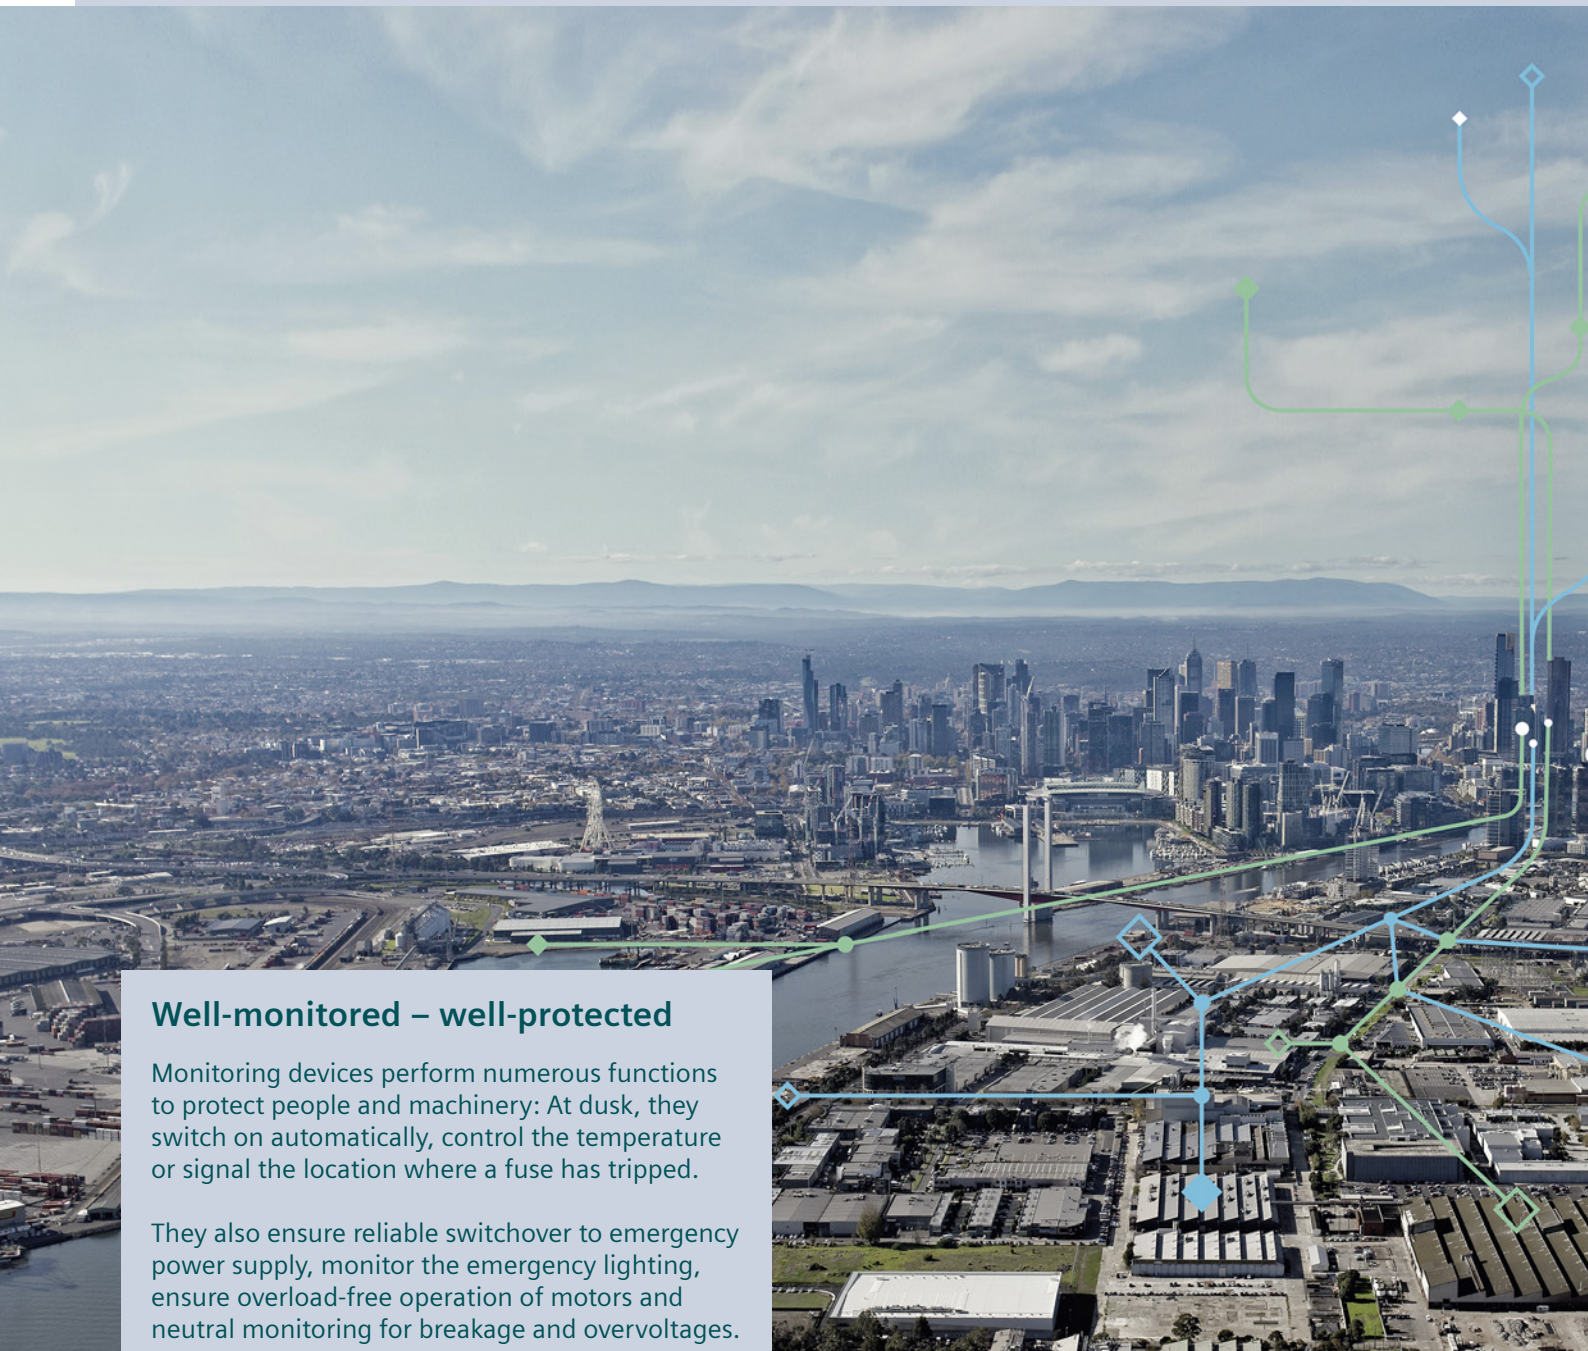 Well-monitored – well-protected
Monitoring devices perform numerous functions
to protect people and machinery: At dusk, they
switch on automatically, control the temperature
or signal the location where a fuse has tripped.
They also ensure reliable switchover to emergency
power supply, monitor the emergency lighting,
ensure overload-free operation of motors and
neutral monitoring for breakage and overvoltages.